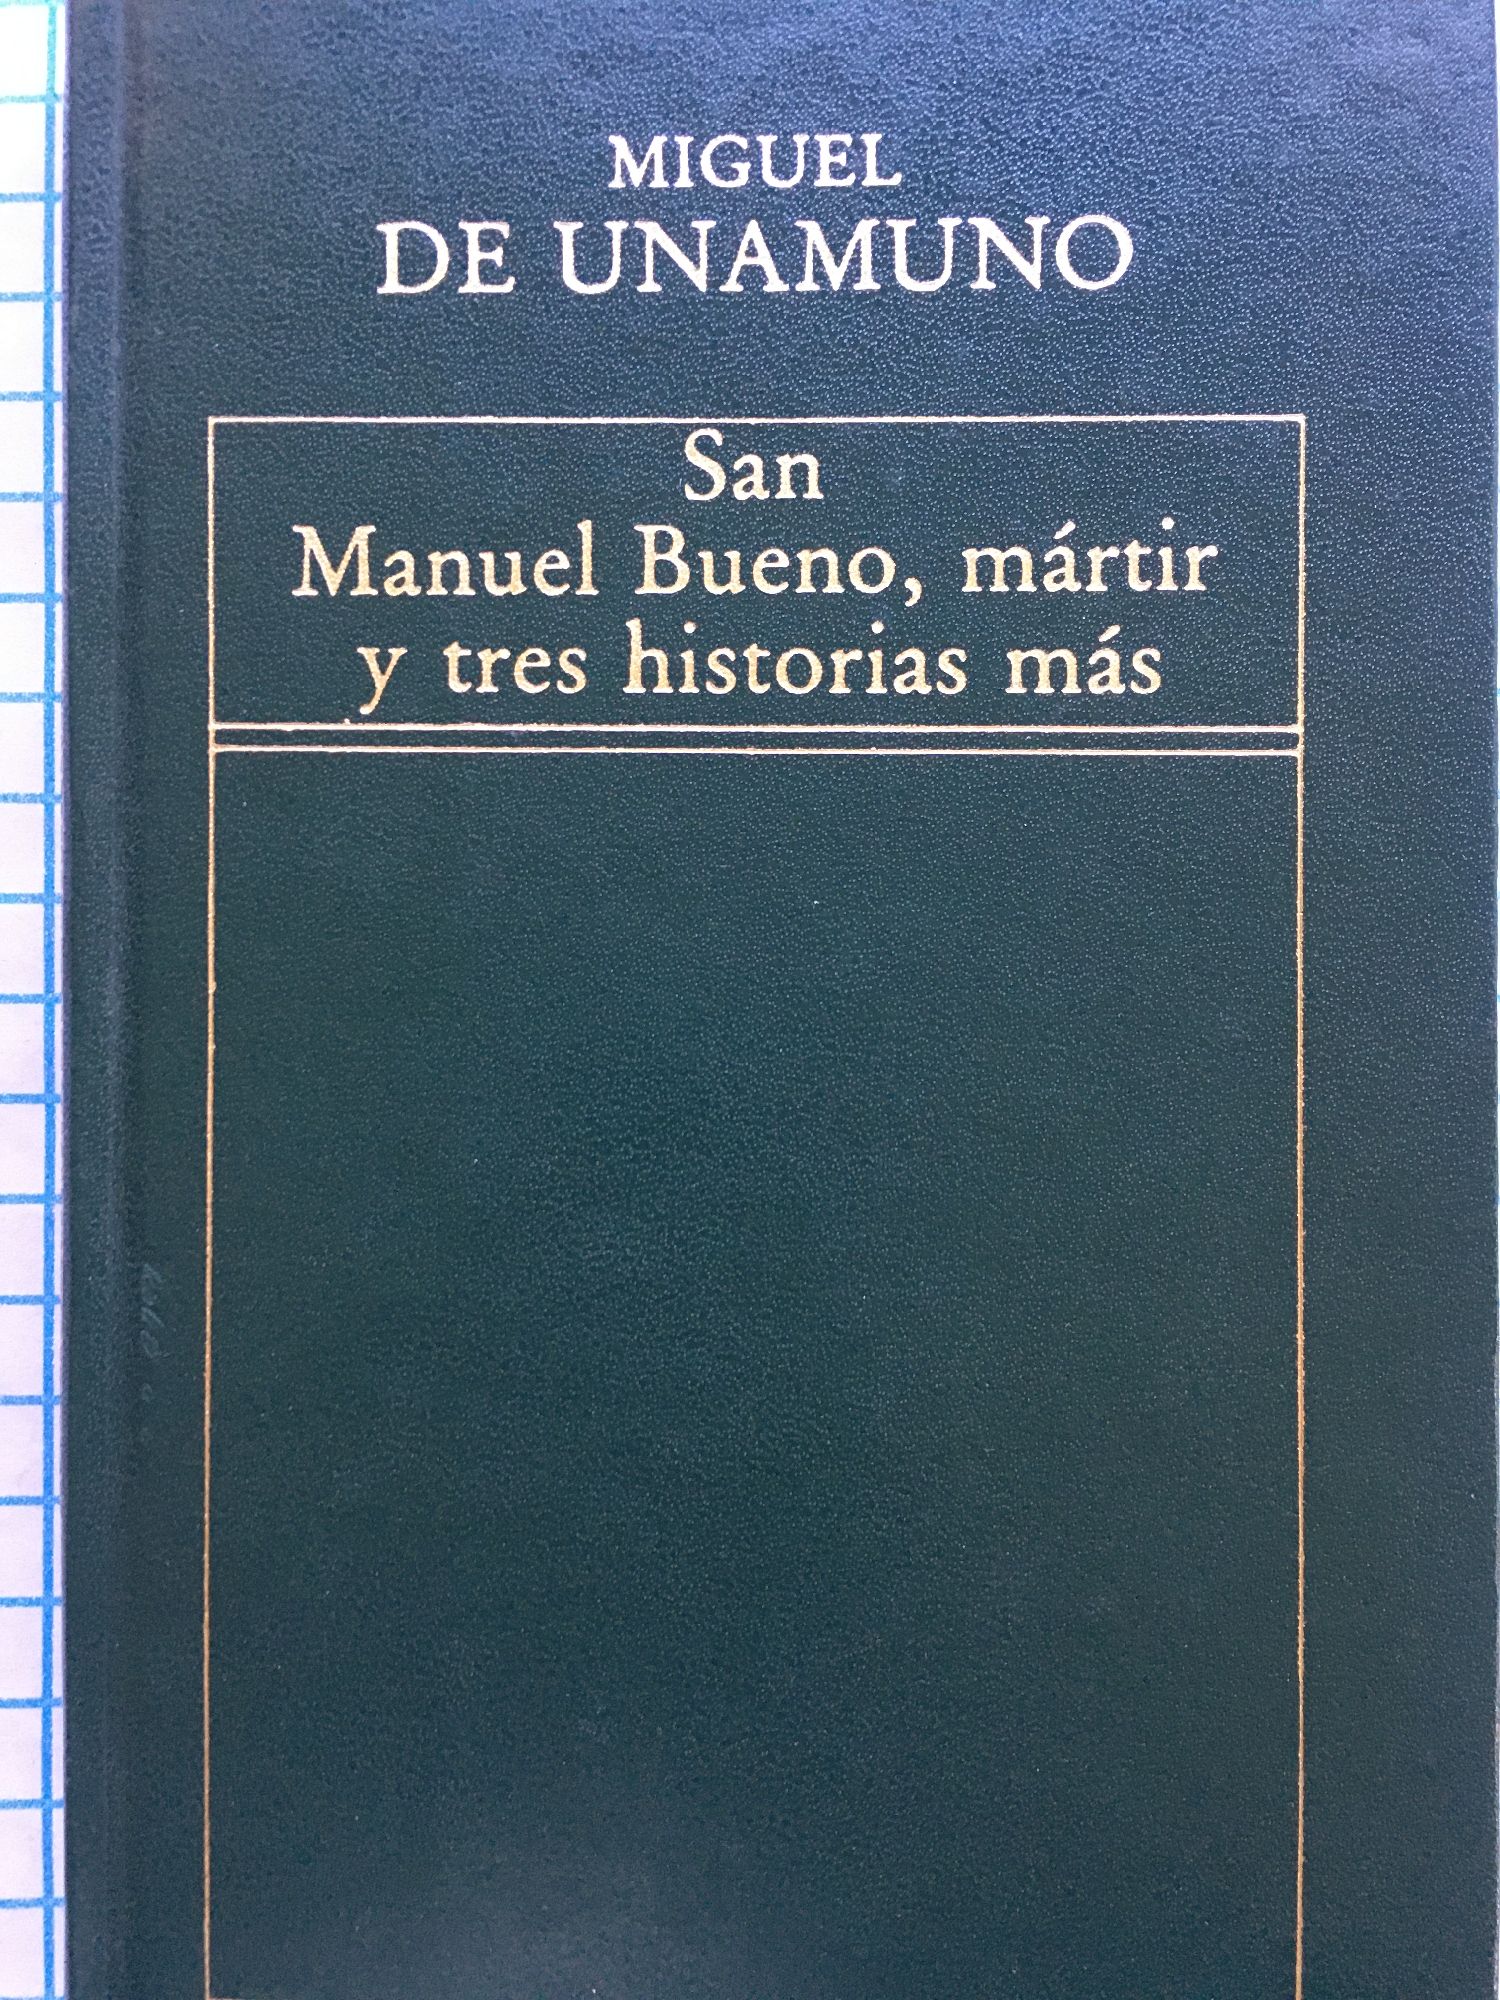 MIGUEL
DE UNAMUNO
San
Manuel Bueno, mártir
y tres historias más